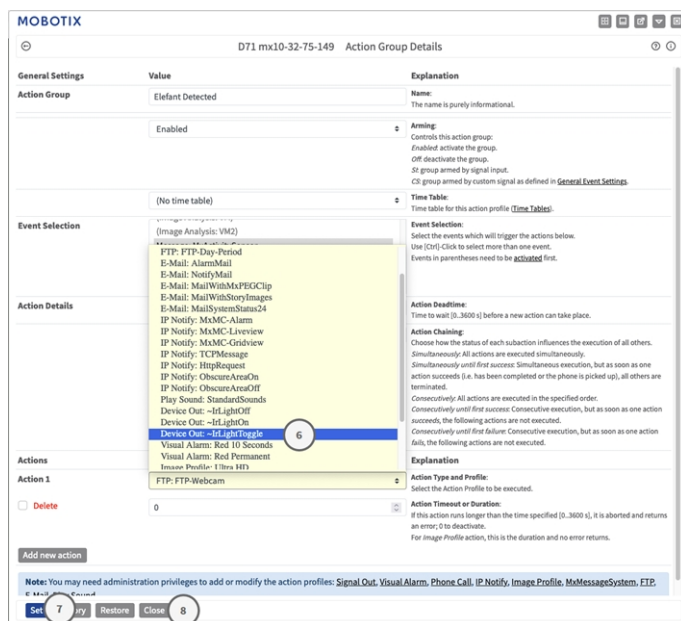 MOBOTIX
D71 mx10-32-75-149 Action Group Details
General Settings Value Explanation
Action Group Elefant Detected Name:
The name is purely informational.
Enabled Arming:
Controls this action group:
Enabled: activate the group.
Off: deactivate the group.
SI: group armed by signal input.
CS: group armed by custom signal as defined in General Event Settings.
(No time table) Time Table:
Time table for this action profile (Time Tables).
Event Selection
(Image Analysis: VM2)
Event Selection:
Select the events which will trigger the actions below.
Use [Ctrl]-Click to select more than one event.
Events in parentheses need to be activated first.
FTP: FTP-Day-Period
E-Mail: AlarmMail
E-Mail: NotifyMail
E-Mail: MailWithMxPEGClip
E-Mail: MailWithStoryImages
E-Mail: MailSystemStatus24
IP Notify: MxMC-Alarm
IP Notify: MxMC-Liveview
IP Notify: MxMC-Gridview
IP Notify: TCPMessage
IP Notify: HttpRequest
IP Notify: ObscureAreaOn
IP Notify: ObscureAreaOff
Play Sound: StandardSounds
Device Out: ~IrLightOff
Device Out: ~IrLightOn
Device Out: ~IrLightToggle
6
Visual Alarm: Red 10 Seconds
Visual Alarm: Red Permanent
Image Profile: Ultra HD
Action Details Action Deadtime:
Time to wait [0..3600 s] before a new action can take place.
Action Chaining:
Choose how the status of each subaction influences the execution of all others.
Simultaneously: All actions are executed simultaneously.
Simultaneously until first success: Simultaneous execution, but as soon as one
action succeeds (i.e. has been completed or the phone is picked up), all others are
terminated.
Consecutively: All actions are executed in the specified order.
Consecutively until first success: Consecutive execution, but as soon as one action
succeeds, the following actions are not executed.
Consecutively until first failure: Consecutive execution, but as soon as one action
fails, the following actions are not executed.
Actions Explanation
Action 1 FTP: FTP-Webcam Action Type and Profile:
Select the Action Profile to be executed.
Delete 0 Action Timeout or Duration:
If this action runs longer than the time specified [0..3600 s], it is aborted and returns
an error; 0 to deactivate.
For Image Profile action, this is the duration and no error returns.
Add new action
Note: You may need administration privileges to add or modify the action profiles: Signal Out, Visual Alarm, Phone Call, IP Notify, Image Profile, MxMessageSystem, FTP,
Set 7 ory Restore Close 8